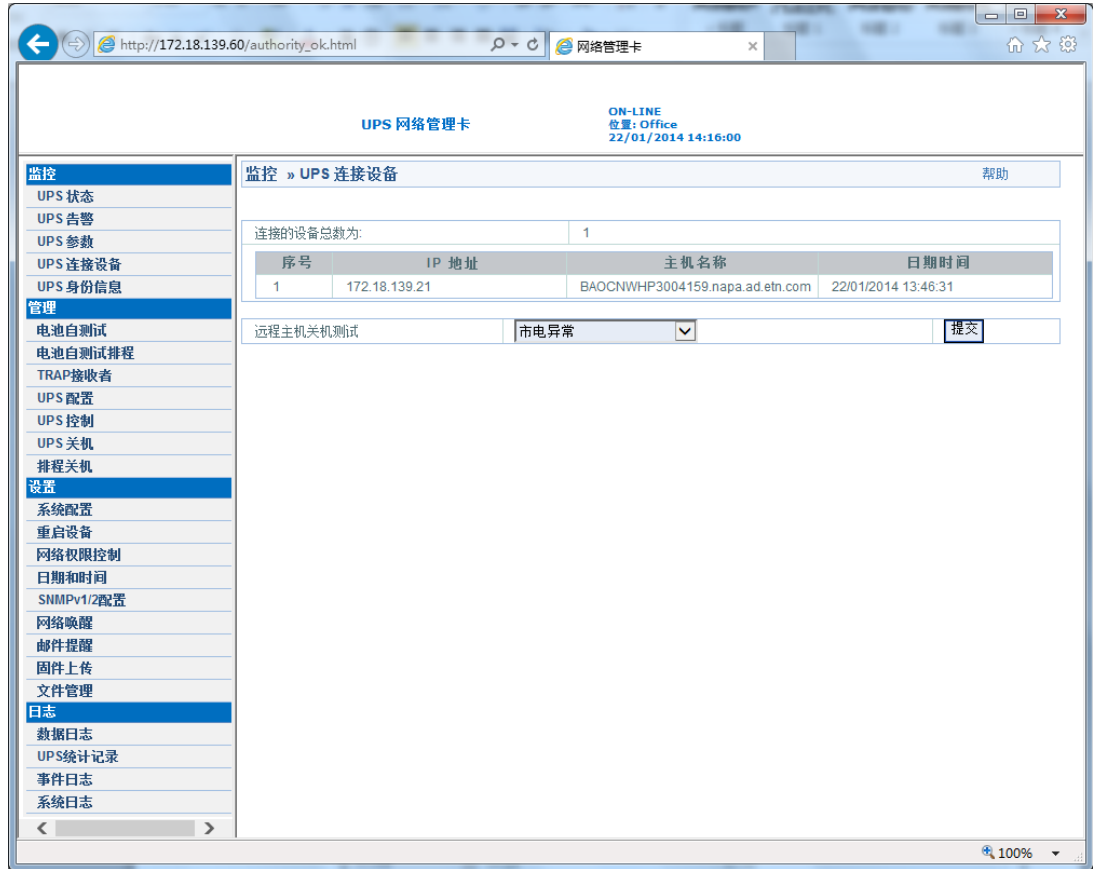 http://172.18.139.60/authority_ok.html
网络管理卡
UPS 网络管理卡
ON-LINE
位置: Office
22/01/2014 14:16:00
监控
UPS 状态
UPS 告警
UPS 参数
UPS 连接设备
UPS 身份信息
管理
电池自测试
电池自测试排程
TRAP接收者
UPS 配置
UPS 控制
UPS 关机
排程关机
设置
系统配置
重启设备
网络权限控制
日期和时间
SNMPv1/2配置
网络唤醒
邮件提醒
固件上传
文件管理
日志
数据日志
UPS统计记录
事件日志
系统日志
监控 » UPS 连接设备 帮助
连接的设备总数为: 1
序号 IP 地址 主机名称 日期时间
1 172.18.139.21 BAOCNWHP3004159.napa.ad.etn.com 22/01/2014 13:46:31
远程主机关机测试 市电异常 提交
100%